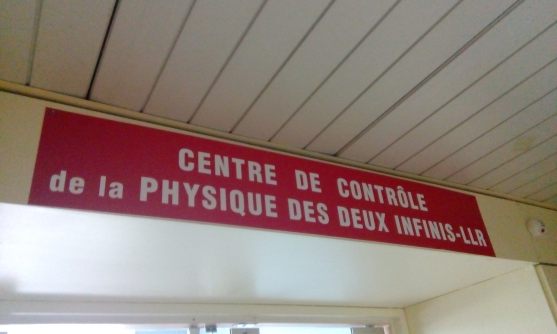 CENTRE DE CONTRÔLE
de la PHYSIQUE DES DEUX INFINIS-LLR